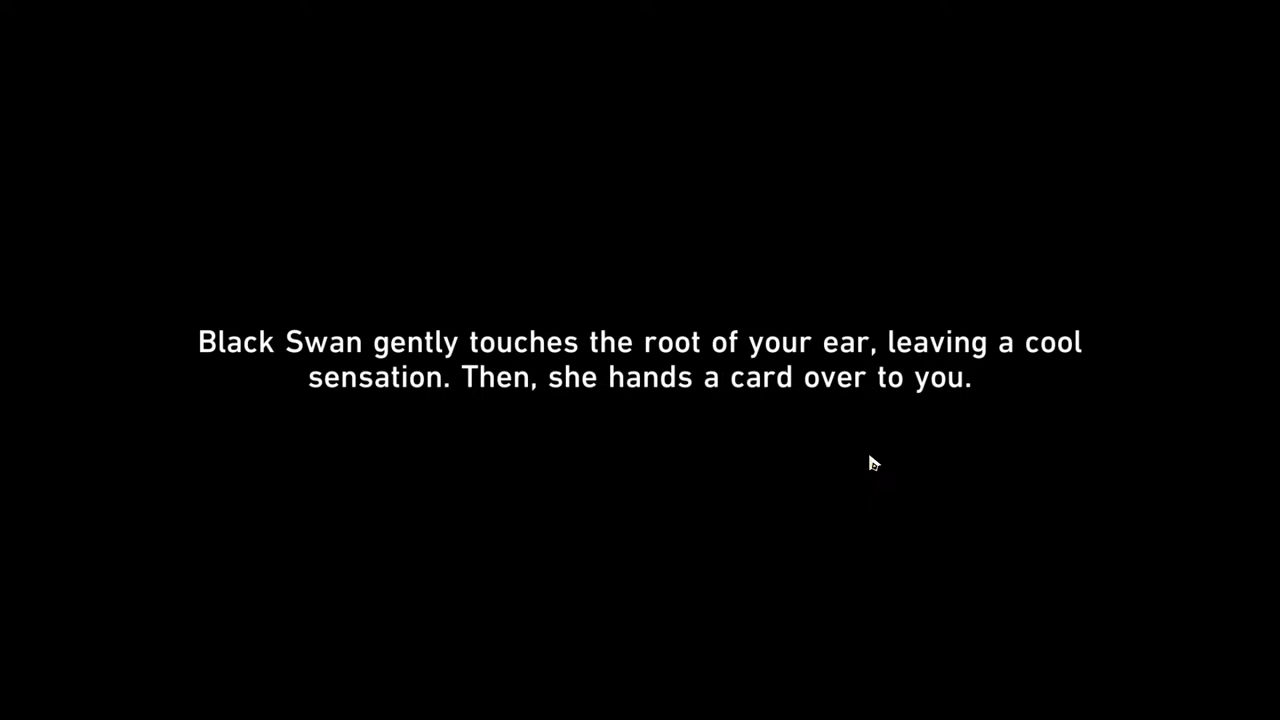 Black Swan gently touches the root of your ear, leaving a cool
sensation. Then, she hands a card over to you.